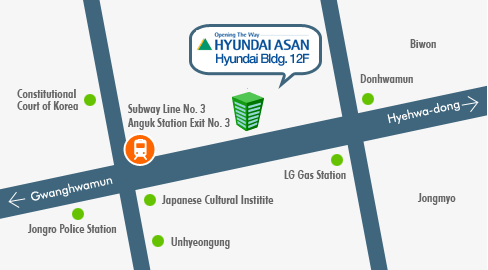 Opening The Way
HYUNDAI ASAN
Hyundai Bldg. 12F
Biwon
Donhwamun
Constitutional
Court of Korea
Subway Line No. 3
Anguk Station Exit No. 3
Hyehwa-dong
LG Gas Station
Gwanghwamun
Japanese Cultural Institite
Jongmyo
Jongro Police Station
Unhyeongung